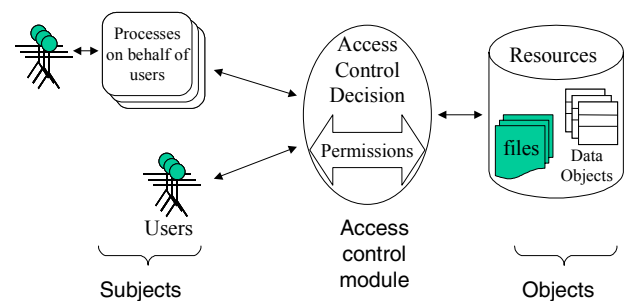 Processes
on behalf of
users
Users
Subjects
Access
Control
Decision
Permissions
Access
control
module
Resources
files
Data
Objects
Objects